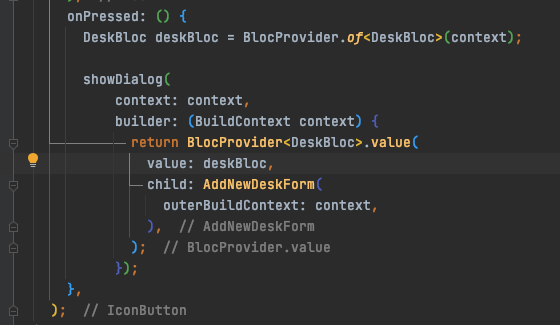 onPressed: () {
DeskBloc deskBloc = BlocProvider.of<DeskBloc>(context);
showDialog(
context: context,
builder: (BuildContext context) {
return BlocProvider<DeskBloc>.value(
value: deskBloc,
child: AddNewDeskForm(
outerBuildContext: context,
), // AddNewDeskForm
); // BlocProvider.value
});
},
); // IconButton